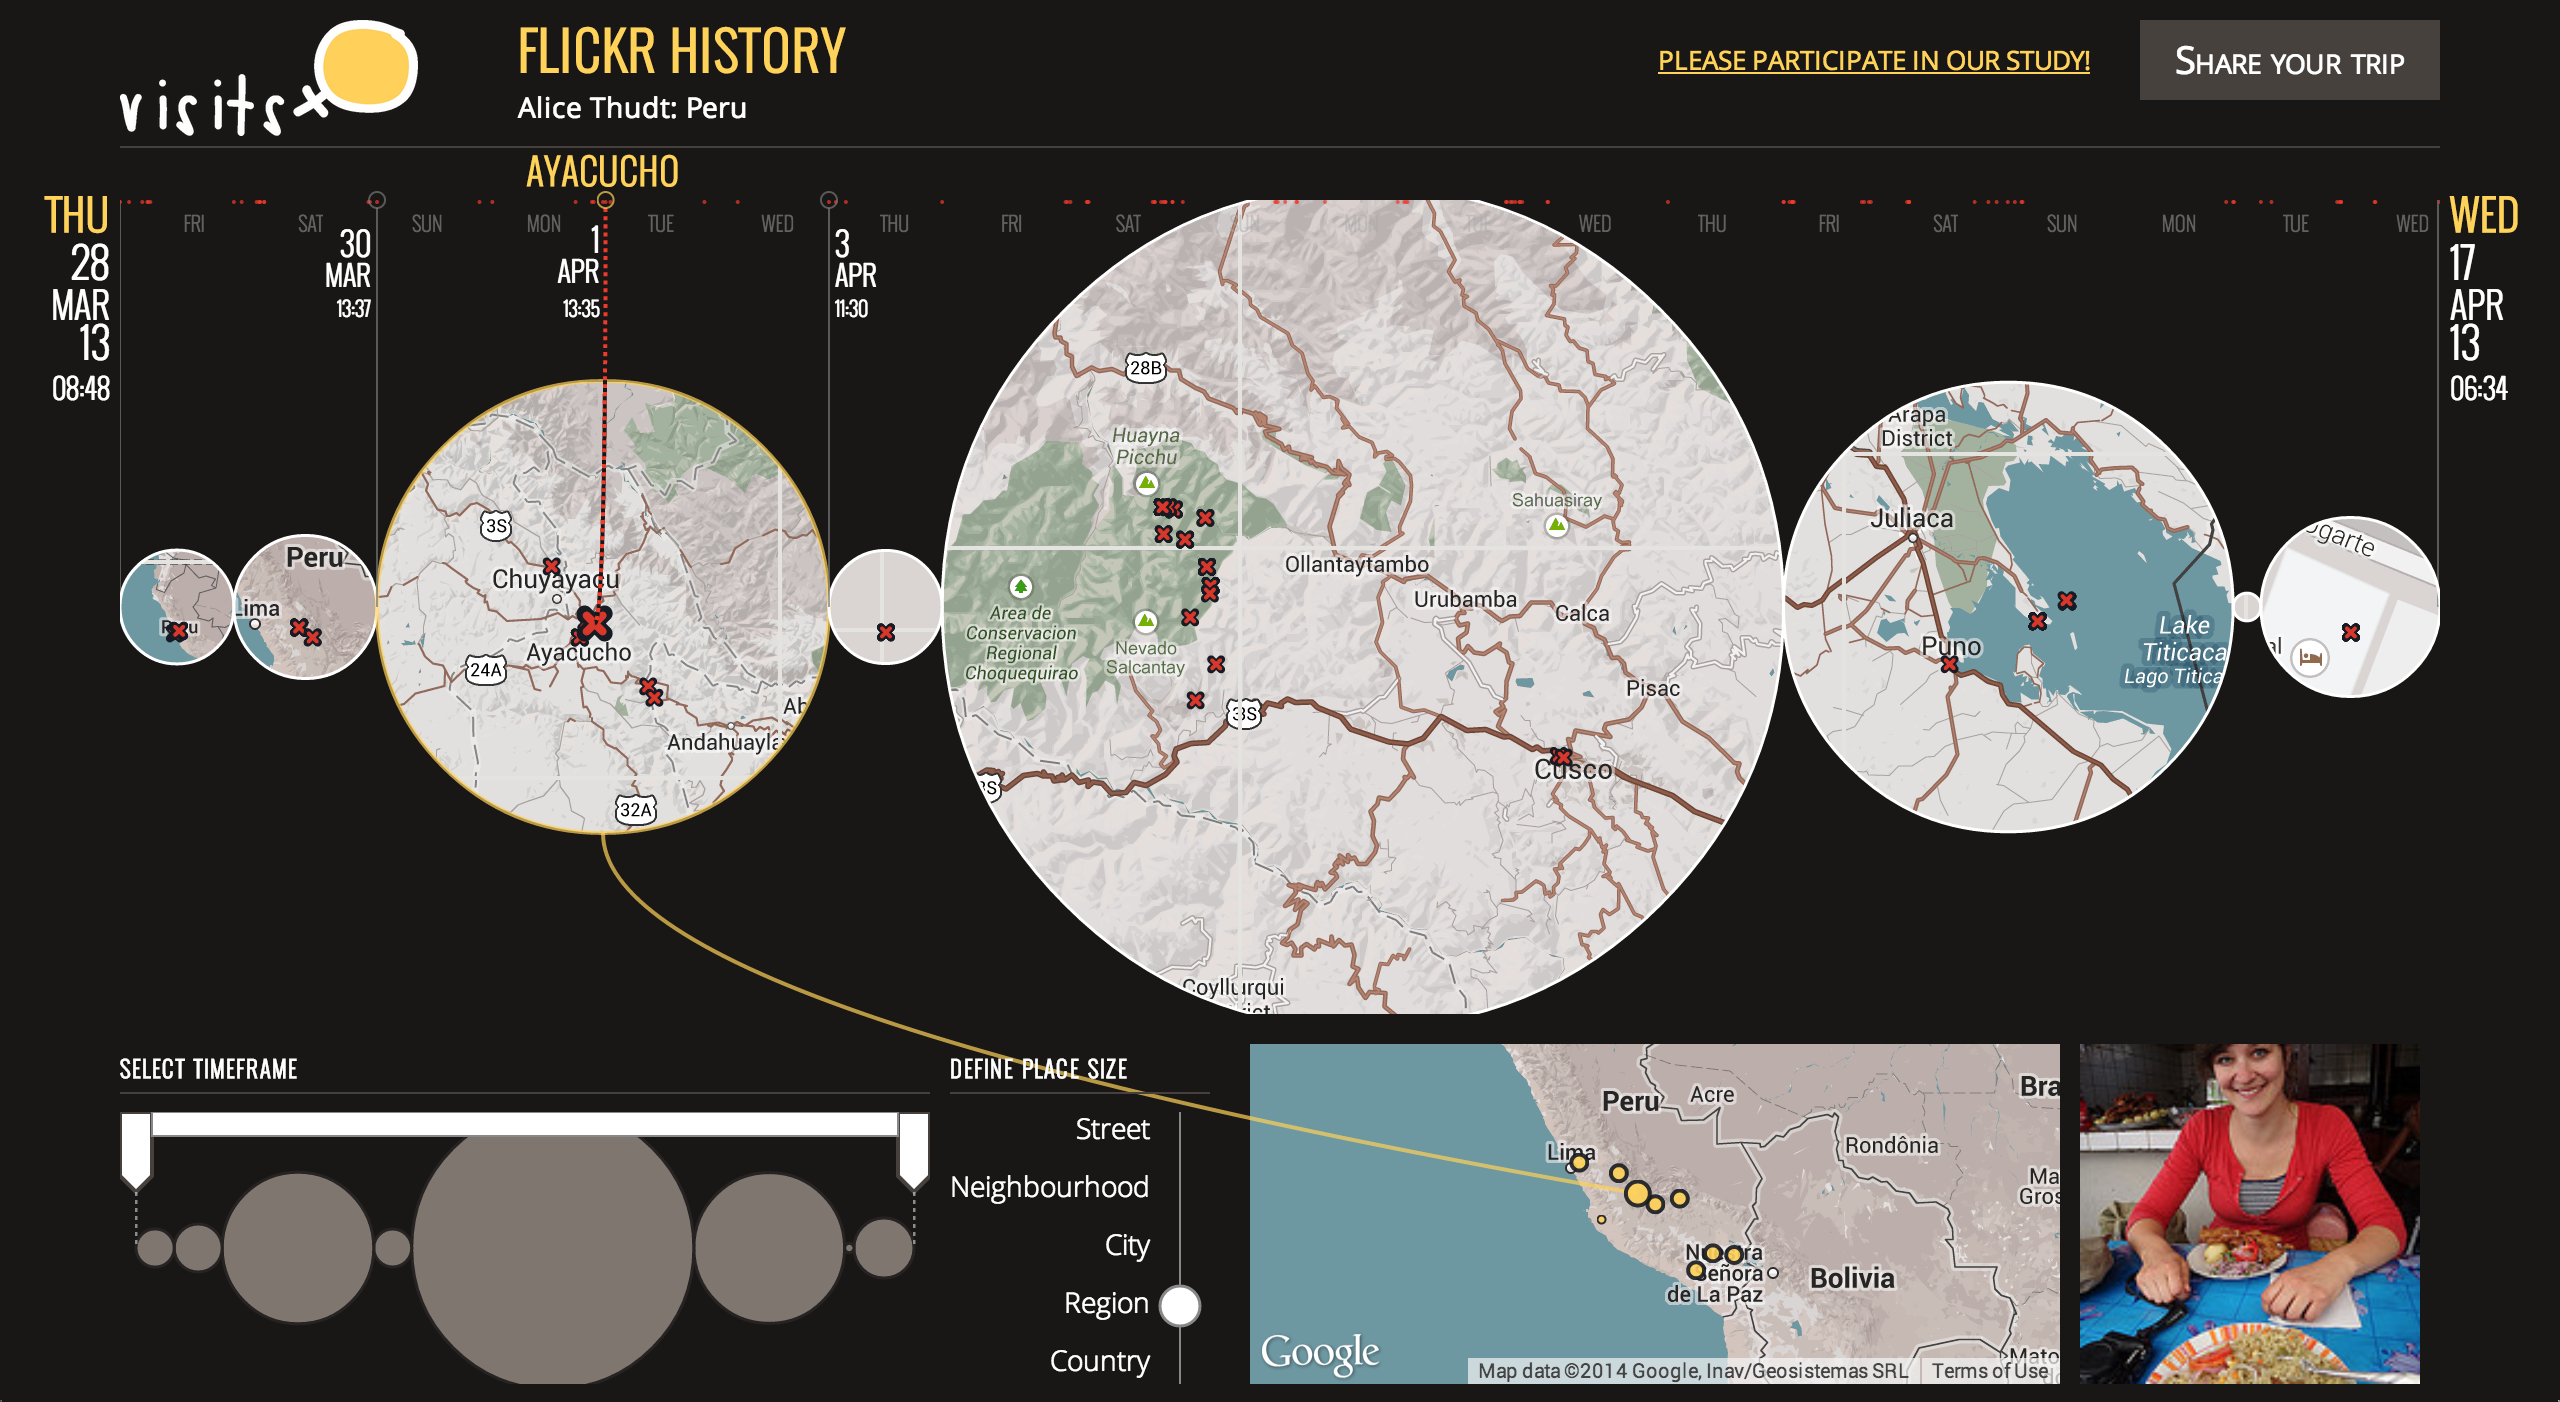 visits
FLICKR HISTORY
Alice Thudt: Peru
PLEASE PARTICIPATE IN OUR STUDY!
SHARE YOUR TRIP
AYACUCHO
THU
28
MAR
13
08:48
FRI
SAT
SUN
MON
TUE
WED
THU
FRI
SAT
SUN
MON
TUE
WED
THU
FRI
SAT
SUN
MON
TUE
WED
30
MAR
13:37
1
APR
13:35
3
APR
11:30
WED
17
APR
13
06:34
Peru
Lima
3S
Chuyayacu
Ayacucho
24A
Andahuayla
Ab
32A
28B
Huayna
Picchu
Sahuasiray
Ollantaytambo
Urubamba
Calca
Area de
Conservacion
Regional
Choquequirao
Nevado
Salcantay
Pisac
3S
3S
Cusco
Coyllurqui
Arapa
District
Juliaca
Puno
Lake
Titicaca
Lago Titica
ogarte
al
SELECT TIMEFRAME
DEFINE PLACE SIZE
Street
Neighbourhood
City
Region
Country
Peru
Acre
Bra
Lima
Rondônia
Ma
Gros
Señora
de La Paz
Bolivia
Moto
Google
Map data ©2014 Google, Inav/Geosistemas SRL
Terms of Use